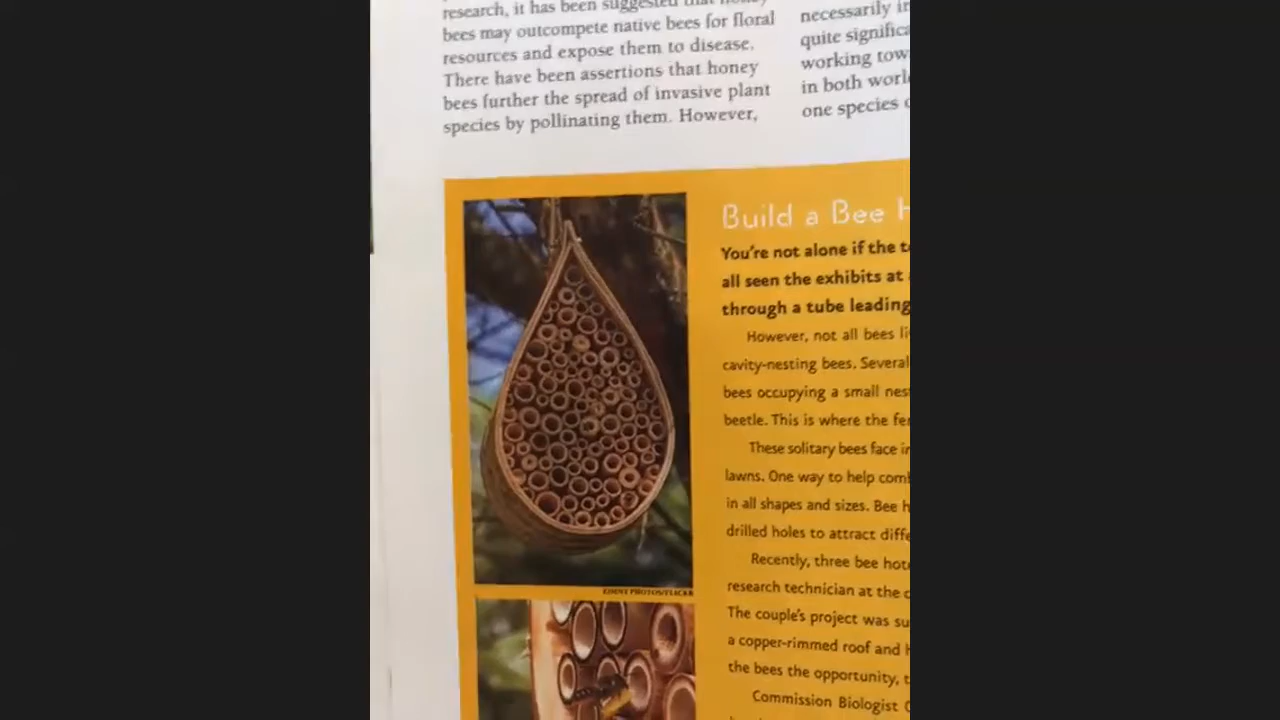 research, it has been suggested that honey
bees may outcompete native bees for floral
resources and expose them to disease.
There have been assertions that honey
bees further the spread of invasive plant
species by pollinating them. However,
necessarily
quite
working
in both
one species
Build a Bee
You're not alone if the
all seen the exhibits at
through a tube leading
However, not all bees
cavity-nesting bees. Several
bees occupying a small
beetle. This is where the
These solitary bees face
lawns. One way to help
in all shapes and sizes. Bee
drilled holes to attract
Recently, three bee
research technician at the
The couple's project was
a copper-rimmed roof and
the bees the opportunity,
Commission Biologist
PHOTOS/FLICKR